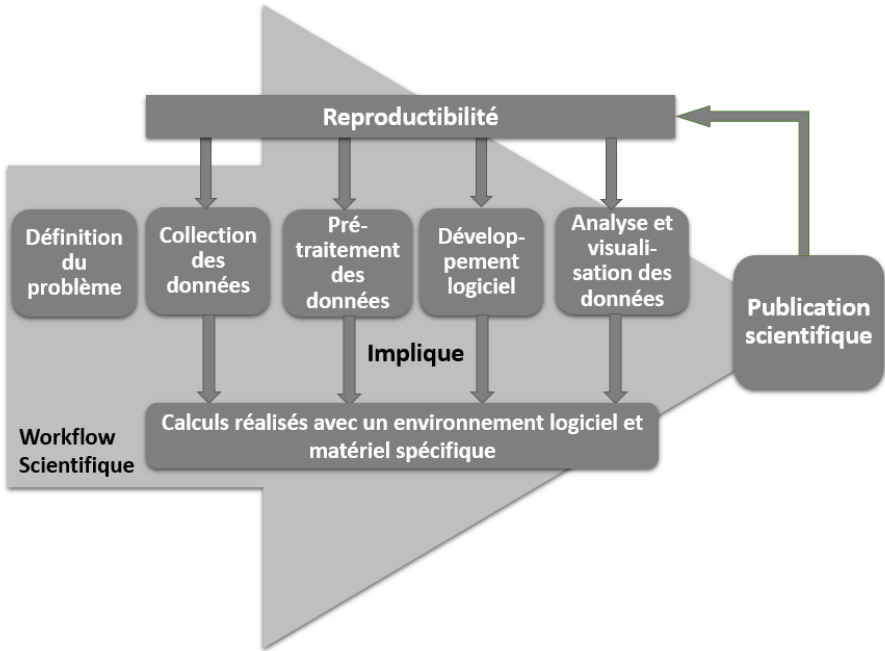 Reproductibilité
Définition
du
problème
Collection
des
données
Pré-
traitement
des
données
Dévelop-
pement
logiciel
Analyse et
visuali-
sation des
données
Publication
scientifique
Implique
Calculs réalisés avec un environnement logiciel et
matériel spécifique
Workflow
Scientifique